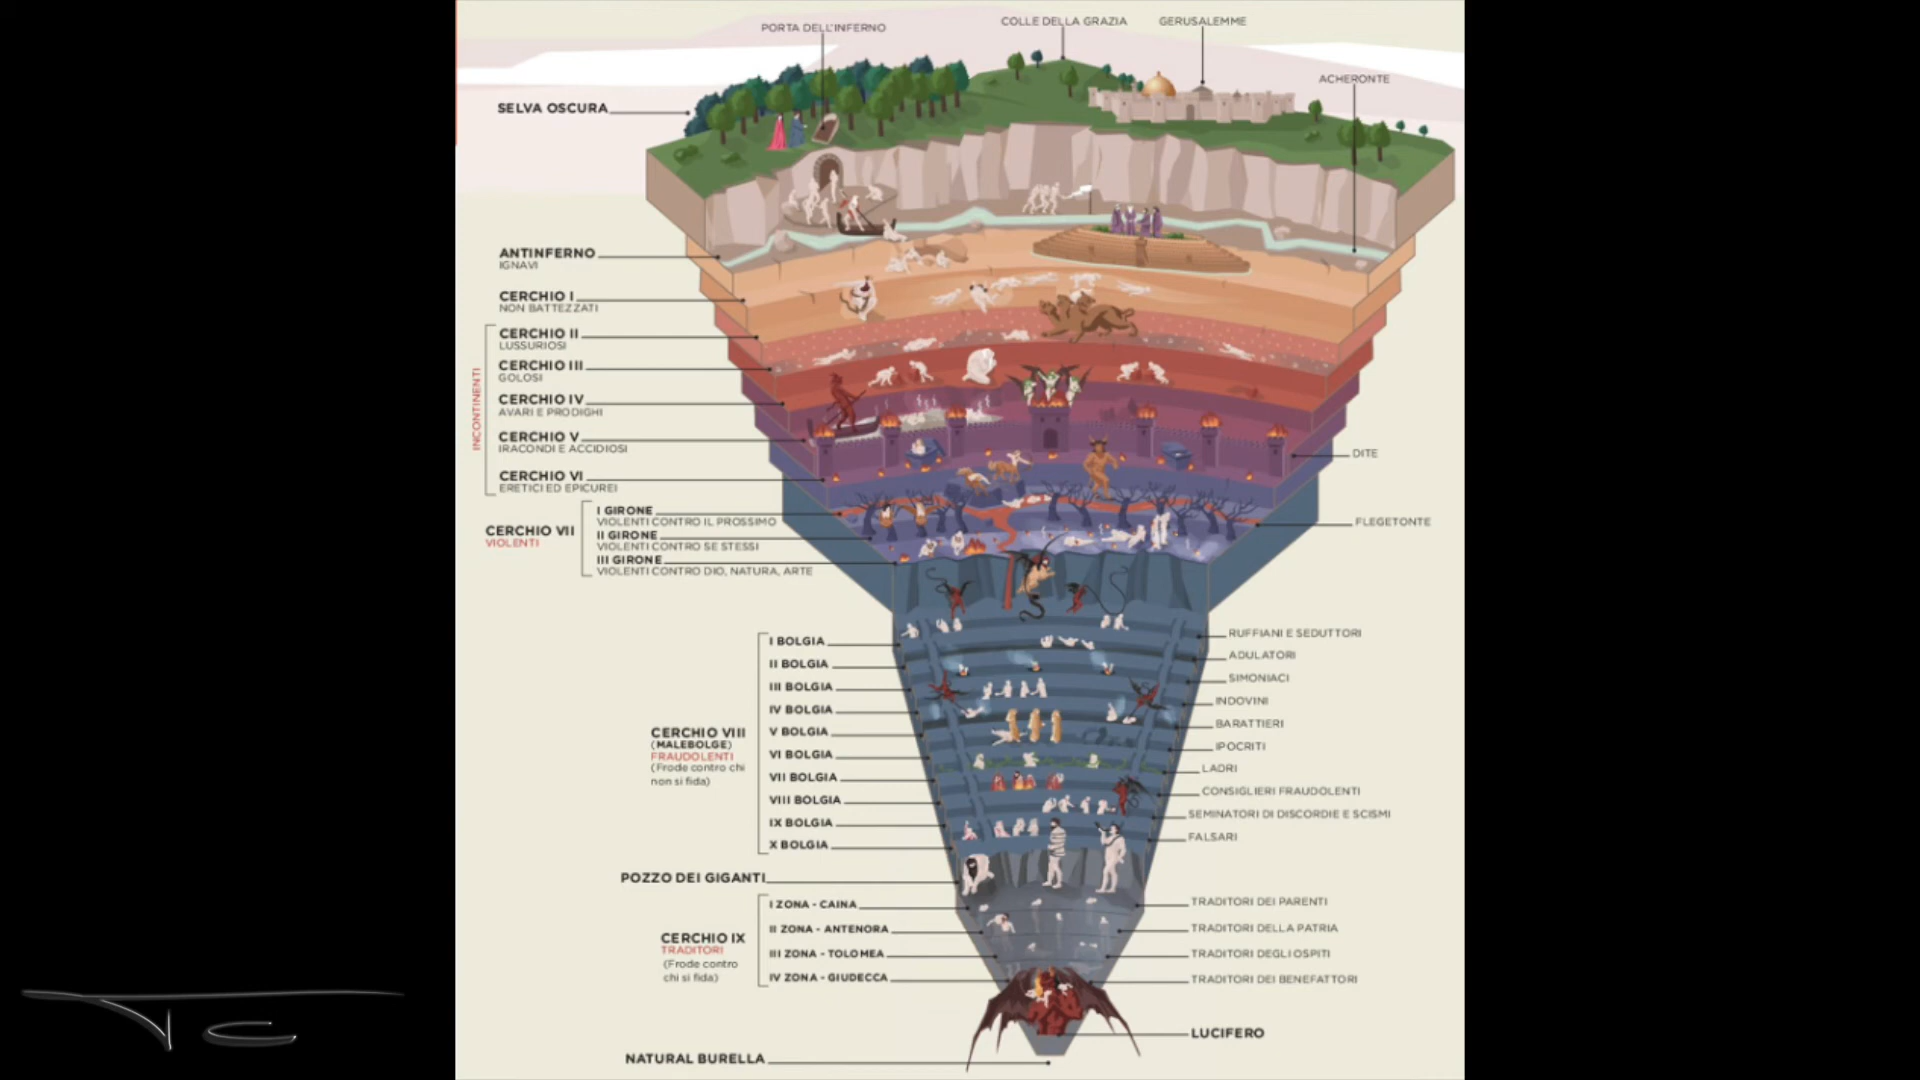 PORTA DELL'INFERNO
COLLE DELLA GRAZIA
GERUSALEMME
ACHERONTE
SELVA OSCURA
ANTINFERNO
IGNAVI
CERCHIO I
NON BATTEZZATI
INCONTINENTI
CERCHIO II
LUSSURIOSI
CERCHIO III
GOLOSI
CERCHIO IV
AVARI E PRODIGHI
CERCHIO V
IRACONDI E ACCIDIOSI
CERCHIO VI
ERETICI ED EPICUREI
DITE
CERCHIO VII
VIOLENTI
I GIRONE
VIOLENTI CONTRO IL PROSSIMO
II GIRONE
VIOLENTI CONTRO SE STESSI
III GIRONE
VIOLENTI CONTRO DIO, NATURA, ARTE
FLEGETONTE
CERCHIO VIII
(MALEBOLGE)
FRAUDOLENTI
(Frode contro chi
non si fida)
I BOLGIA
II BOLGIA
III BOLGIA
IV BOLGIA
V BOLGIA
VI BOLGIA
VII BOLGIA
VIII BOLGIA
IX BOLGIA
X BOLGIA
RUFFIANI E SEDUTTORI
ADULATORI
SIMONIACI
INDOVINI
BARATTIERI
IPOCRITI
LADRI
CONSIGLIERI FRAUDOLENTI
SEMINATORI DI DISCORDIE E SCISMI
FALSARI
POZZO DEI GIGANTI
CERCHIO IX
TRADITORI
(Frode contro
chi si fida)
I ZONA - CAINA
II ZONA - ANTENORA
III ZONA - TOLOMEA
IV ZONA - GIUDECCA
TRADITORI DEI PARENTI
TRADITORI DELLA PATRIA
TRADITORI DEGLI OSPITI
TRADITORI DEI BENEFATTORI
LUCIFERO
NATURAL BURELLA
TC